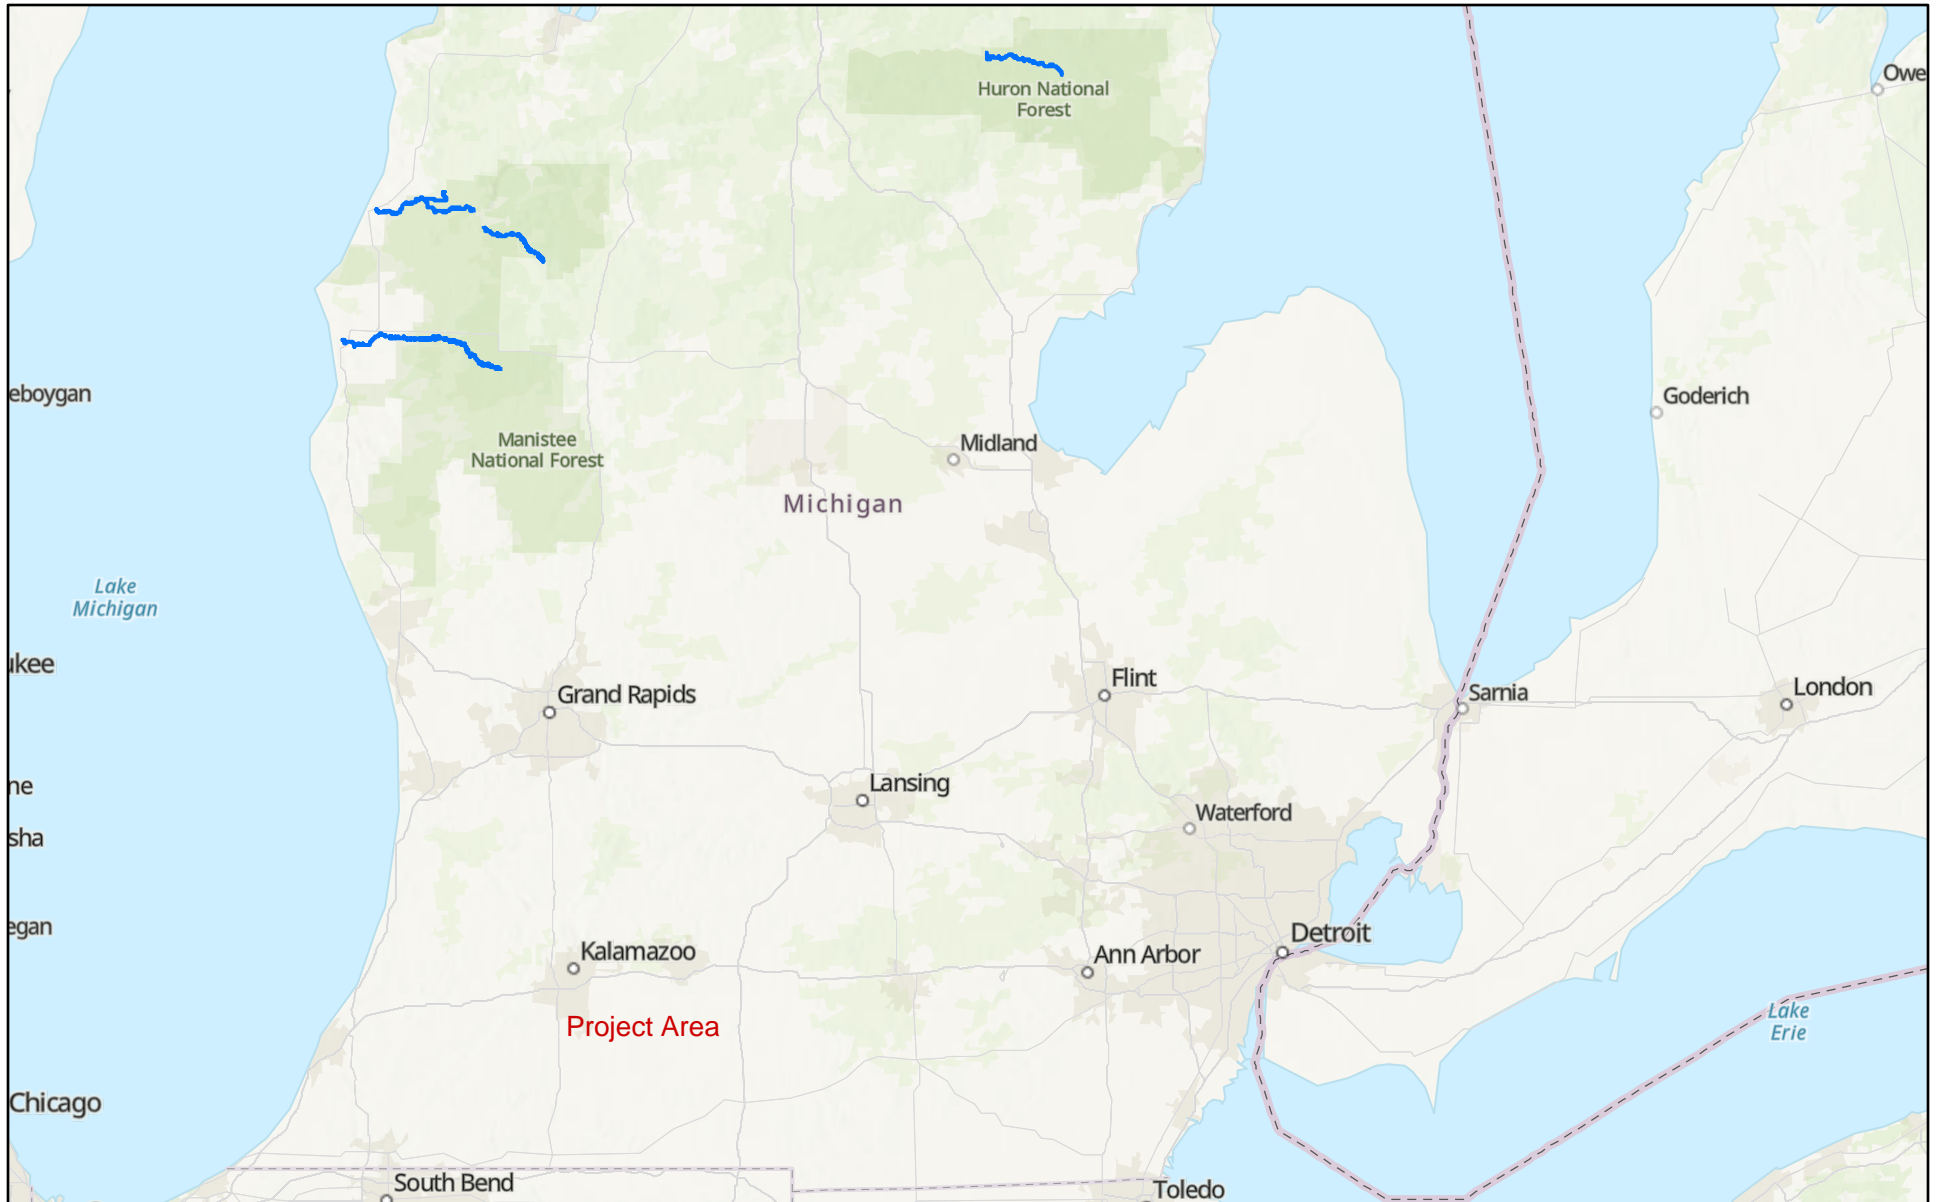 Owe
Huron National
Forest
eboygan
Goderich
Manistee
National Forest
Midland
Michigan
Lake
Michigan
ukee
Grand Rapids
Flint
Sarnia
London
ne
Lansing
Waterford
sha
egan
Kalamazoo
Ann Arbor
Detroit
Project Area
Lake
Erie
Chicago
South Bend
Toledo